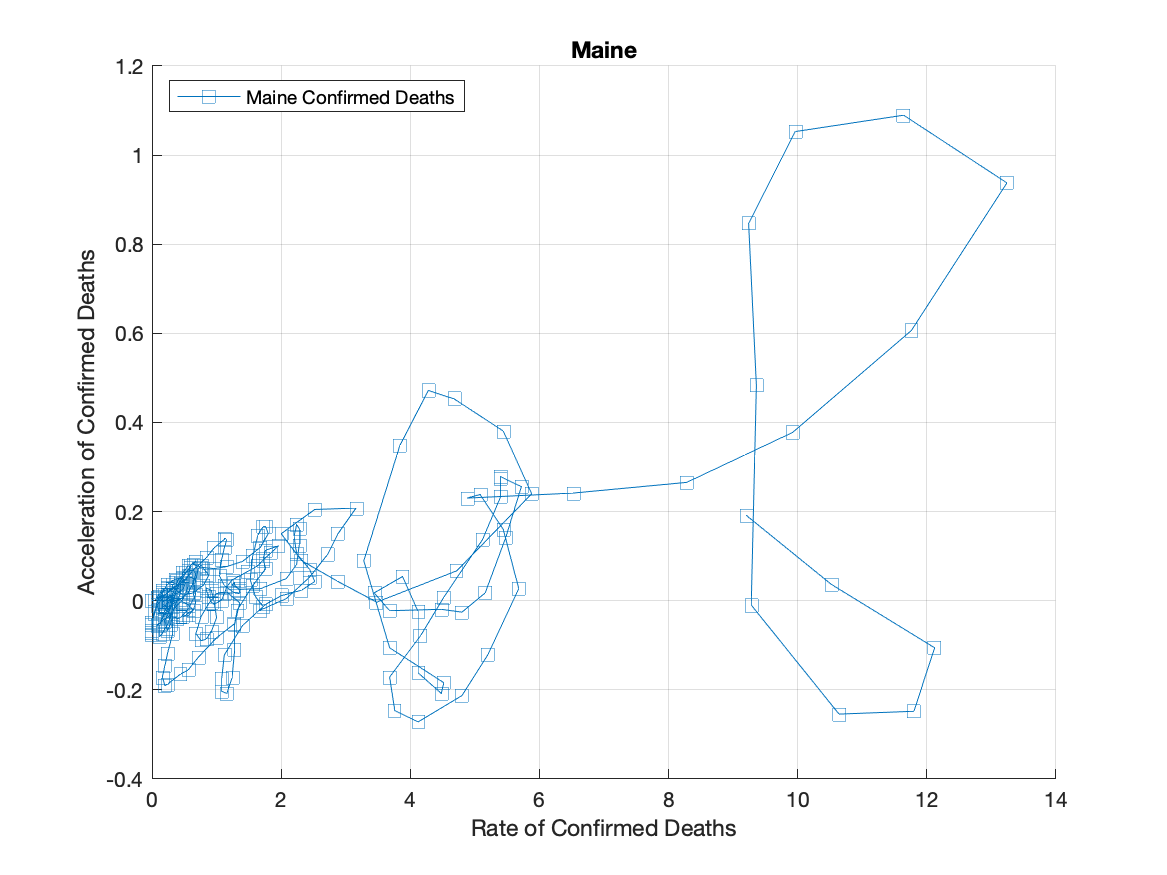 Maine
Maine Confirmed Deaths
1.2
1
0.8
0.6
0.4
0.2
0
-0.2
-0.4
Acceleration of Confirmed Deaths
0 2 4 6 8 10 12 14
Rate of Confirmed Deaths